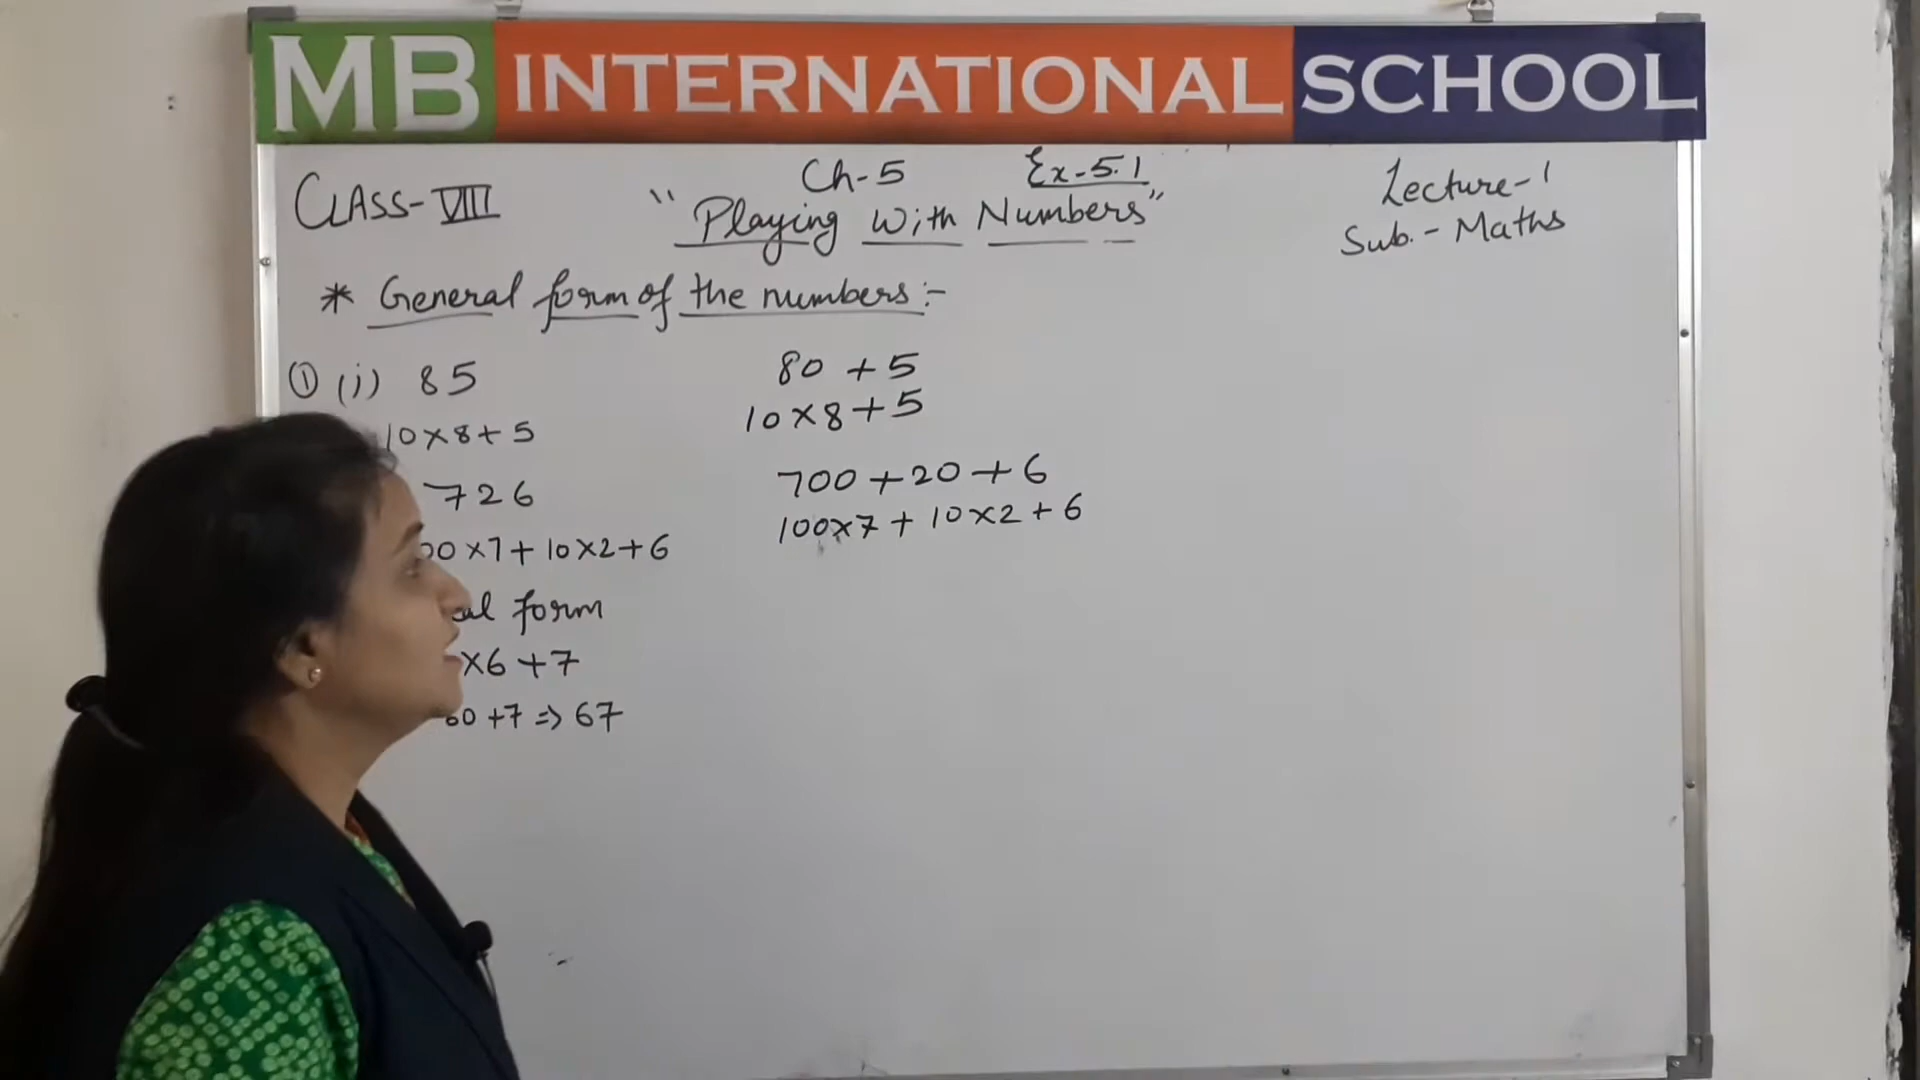 MB INTERNATIONAL SCHOOL
CLASS-VIII
Ch-5 Ex-5.1
"Playing With Numbers"
Lecture-1
Sub.- Maths
* General form of the numbers:-
① (i) 85
10×8+5
726
00×7+10×2+6
form
×6+7
60+7 => 67
80 + 5
10×8+5
700+20+6
100×7+10×2+6